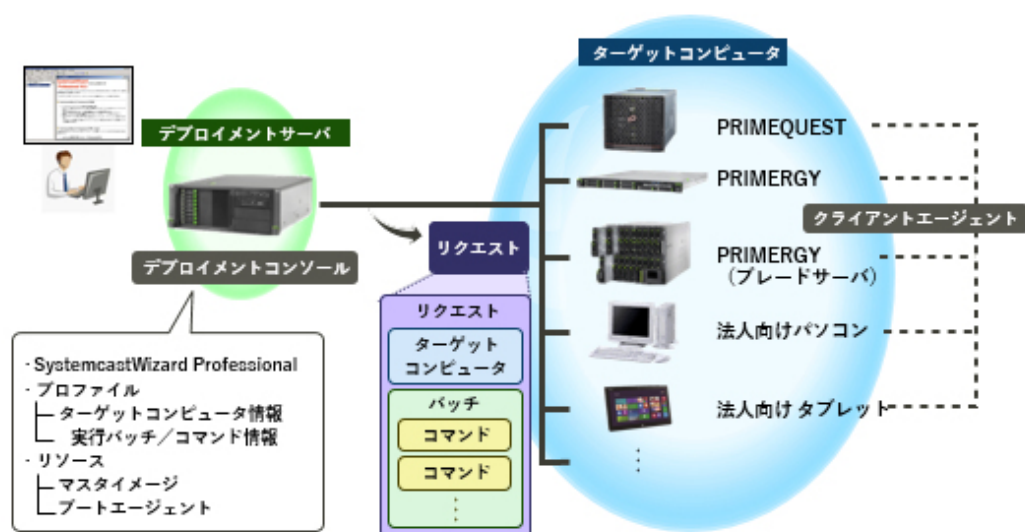 ターゲットコンピュータ
デプロイメントサーバ
PRIMEQUEST
PRIMERGY
クライアントエージェント
リクエスト
デプロイメントコンソール
PRIMERGY
(ブレードサーバ)
リクエスト
ターゲット
コンピュータ
法人向けパソコン
・SystemcastWizard Professional
・プロファイル
ターゲットコンピュータ情報
実行バッチ／コマンド情報
・リソース
マスタイメージ
ブートエージェント
バッチ
コマンド
コマンド
法人向け タブレット